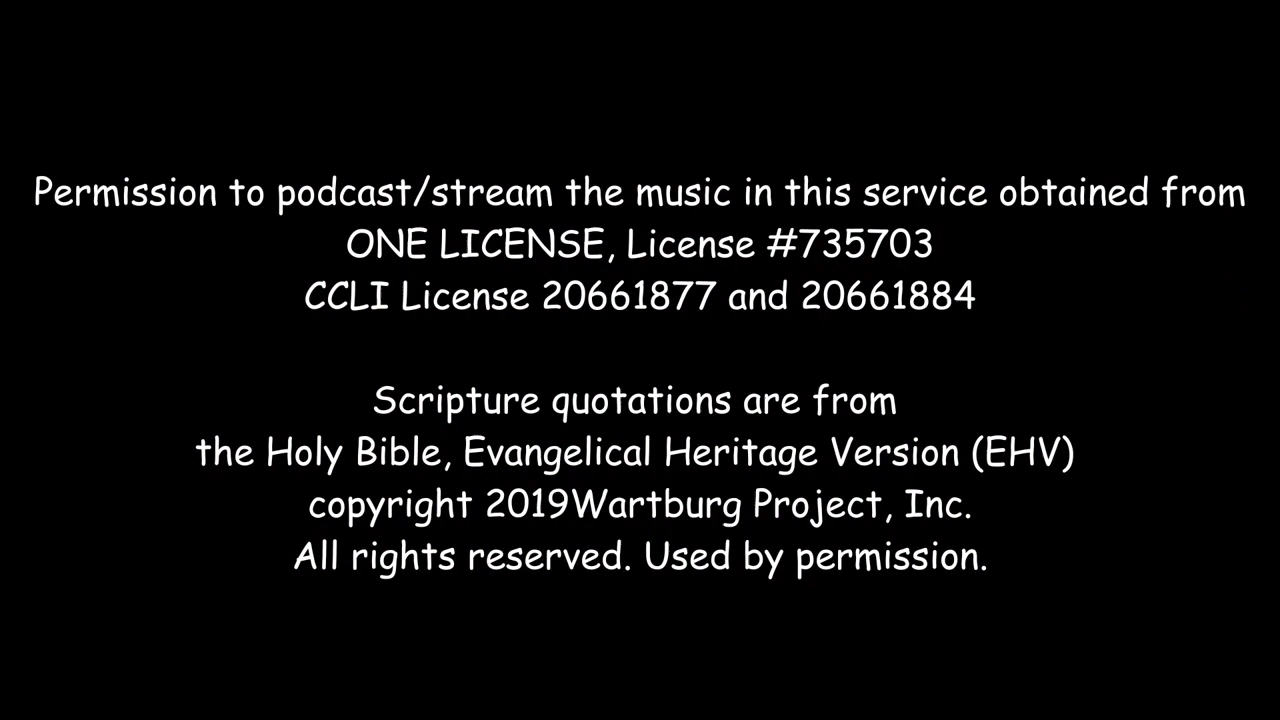 Permission to podcast/stream the music in this service obtained from
ONE LICENSE, License #735703
CCLI License 20661877 and 20661884
Scripture quotations are from
the Holy Bible, Evangelical Heritage Version (EHV)
copyright 2019Wartburg Project, Inc.
All rights reserved. Used by permission.